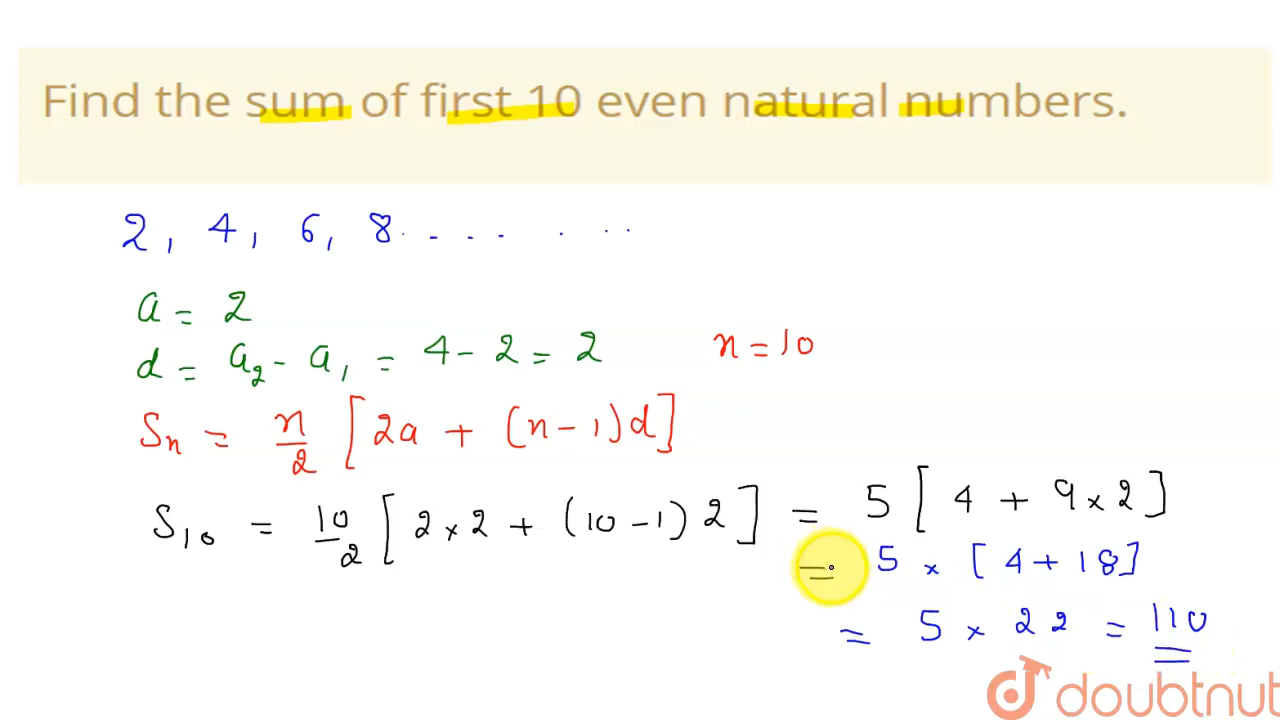 Find the sum of first 10 even natural numbers.
2, 4, 6, 8. - - . . . . .
a = 2
d = a₂ - a₁ = 4 - 2 = 2 n = 10
Sₙ = n/2 [2a + (n - 1)d]
S₁₀ = 10/2 [2 × 2 + (10 - 1) 2] = 5 [4 + 9 × 2]
= 5 × [4 + 18]
= 5 × 22 = 110
doubtnut